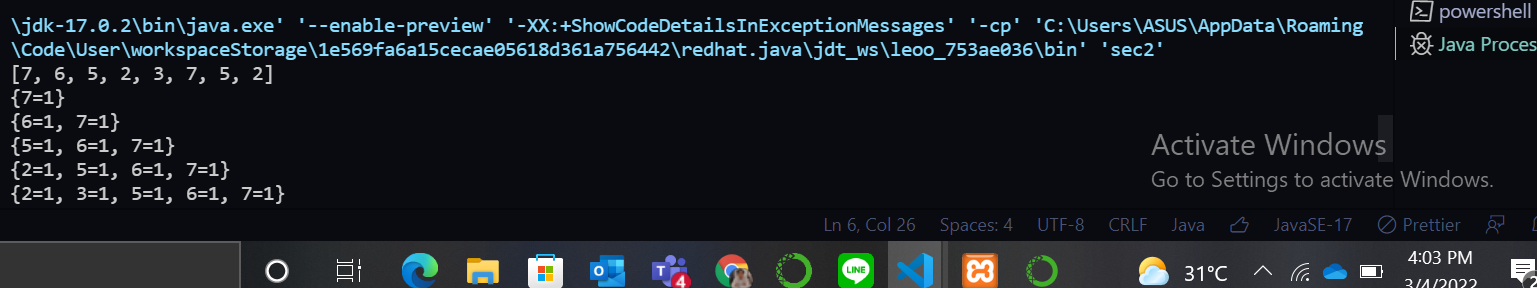 \jdk-17.0.2\bin\java.exe' '--enable-preview' '-XX:+ShowCodeDetailsInExceptionMessages' '-cp' 'C:\Users\ASUS\AppData\Roaming
\Code\User\workspaceStorage\1e569fa6a15cecae05618d361a756442\redhat.java\jdt_ws\leoo_753ae036\bin' 'sec2'
[7, 6, 5, 2, 3, 7, 5, 2]
{7=1}
{6=1, 7=1}
{5=1, 6=1, 7=1}
{2=1, 5=1, 6=1, 7=1}
{2=1, 3=1, 5=1, 6=1, 7=1}
powershell
Java Proces
Activate Windows
Go to Settings to activate Windows.
Ln 6, Col 26 Spaces: 4 UTF-8 CRLF Java JavaSE-17 Prettier
4
LINE
31°C
4:03 PM
3/4/2022